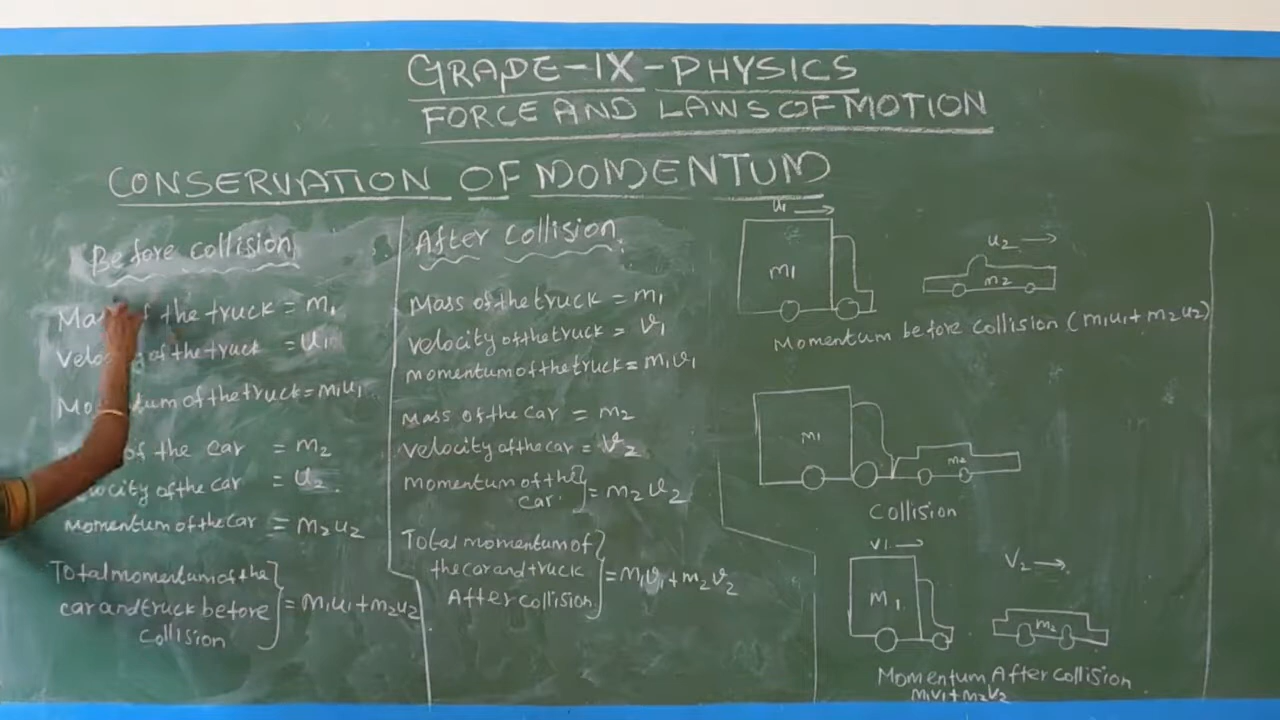 GRADE-IX-PHYSICS
FORCE AND LAWS OF MOTION
CONSERVATION OF MOMENTUM
Before collision
Mass of the truck = m₁
Velocity of the truck = u₁
Momentum of the truck = m₁u₁
of the car = m₂
of the car = u₂
Momentum of the car = m₂u₂
Total momentum of the
car and truck before
collision
= m₁u₁ + m₂u₂
After collision
Mass of the truck = m₁
velocity of the truck = v₁
momentum of the truck = m₁v₁
Mass of the car = m₂
velocity of the car = v₂
momentum of the
car.
= m₂v₂
Total momentum of
the car and truck
After collision
= m₁v₁ + m₂v₂
u₁
m₁
u₂
m₂
Momentum before collision (m₁u₁ + m₂u₂)
m₁
m₂
Collision
v₁
M₁
V₂
m₂
Momentum After collision
m₁v₁ + m₂v₂